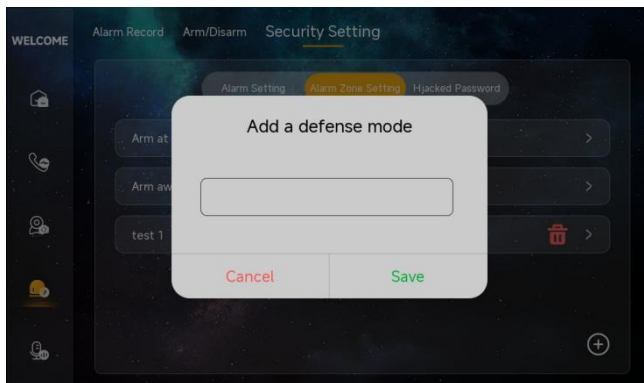 WELCOME
Alarm Record Arm/Disarm Security Setting
Alarm Setting Alarm Zone Setting Hjacked Password
Add a defense mode
Arm at
Arm aw
test 1
Cancel Save